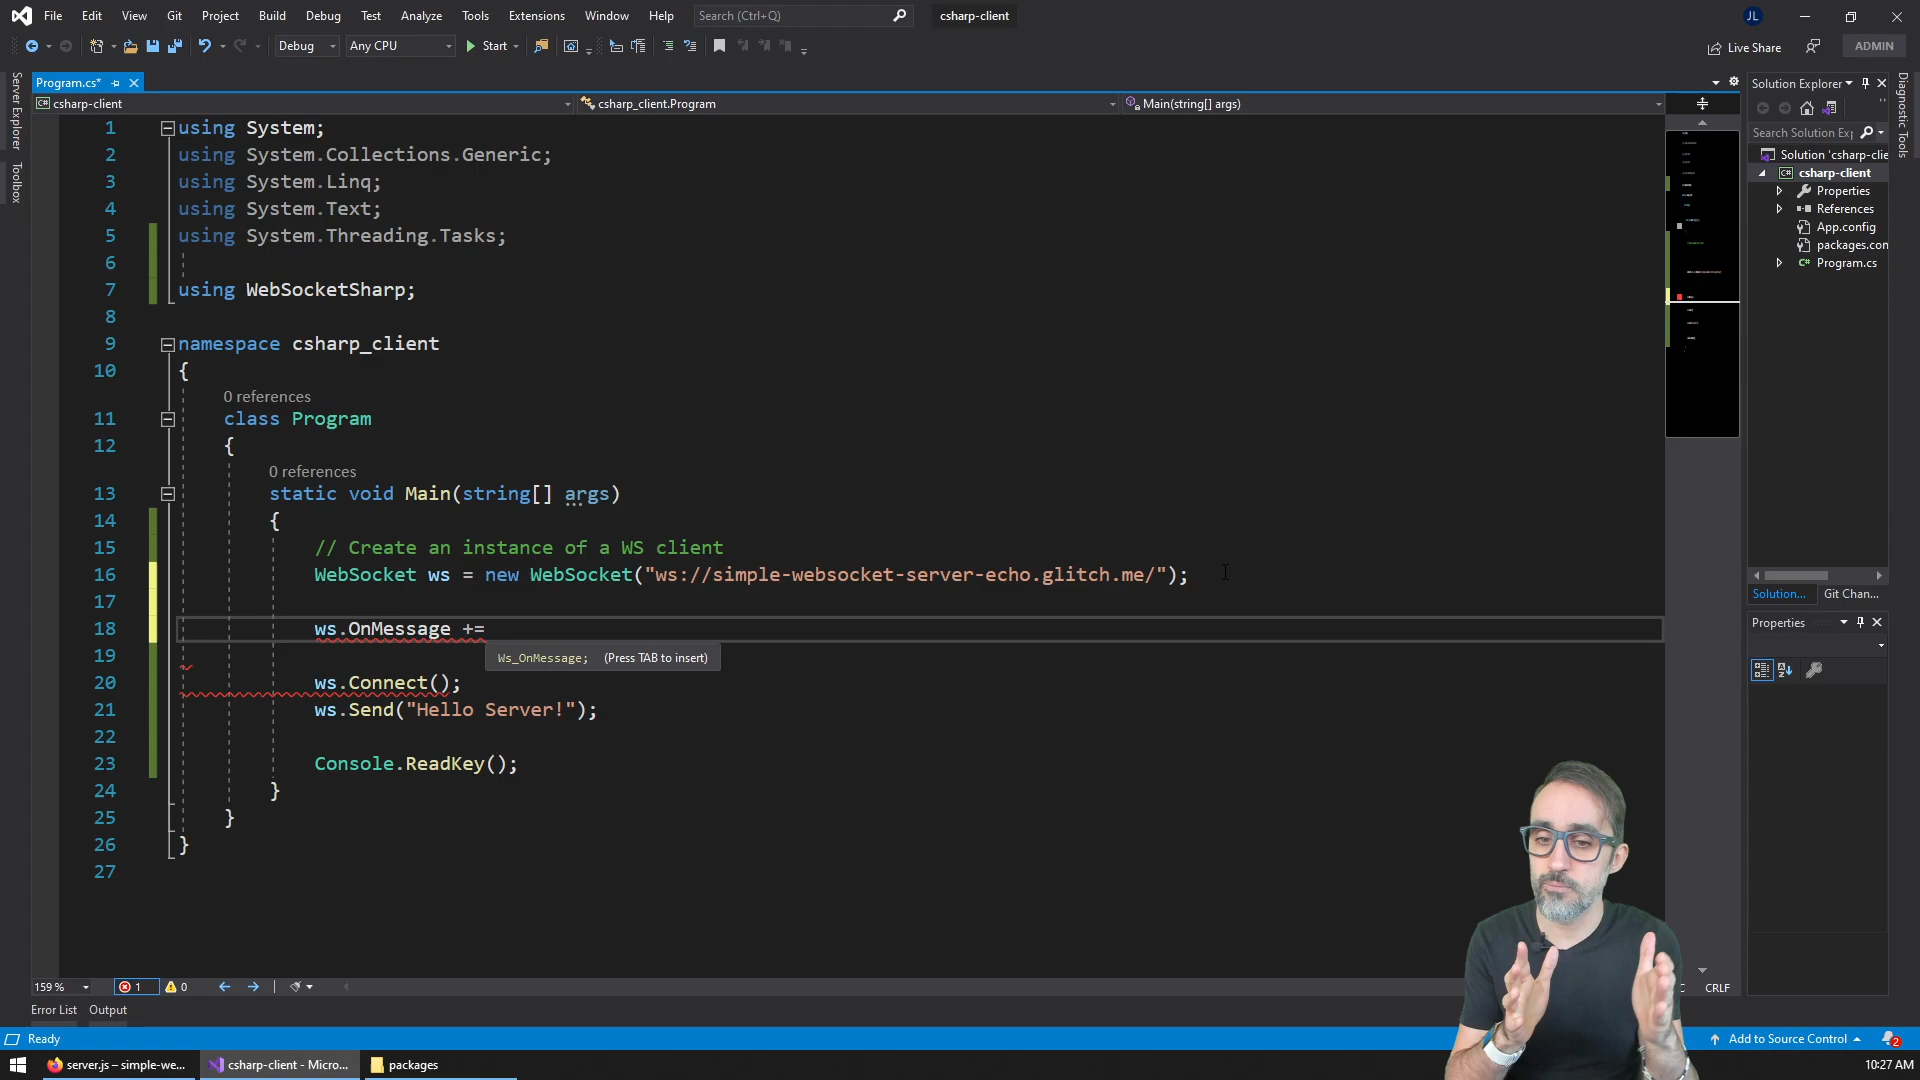 File Edit View Git Project Build Debug Test Analyze Tools Extensions Window Help Search (Ctrl+Q) csharp-client JL
Debug Any CPU Start Live Share ADMIN
Program.cs*
csharp-client csharp_client.Program Main(string[] args)
Server Explorer
Toolbox
1 using System;
2 using System.Collections.Generic;
3 using System.Linq;
4 using System.Text;
5 using System.Threading.Tasks;
6
7 using WebSocketSharp;
8
9 namespace csharp_client
10 {
0 references
11 class Program
12 {
0 references
13 static void Main(string[] args)
14 {
15 // Create an instance of a WS client
16 WebSocket ws = new WebSocket("ws://simple-websocket-server-echo.glitch.me/");
17
18 ws.OnMessage +=
Ws_OnMessage; (Press TAB to insert)
19
20 ws.Connect();
21 ws.Send("Hello Server!");
22
23 Console.ReadKey();
24 }
25 }
26 }
27
Solution Explorer
Search Solution Ex
Solution 'csharp-clie
C# csharp-client
Properties
References
App.config
packages.con
C# Program.cs
Solution... Git Chan...
Properties
Diagnostic Tools
159 % 1 0 CRLF
Error List Output
Ready Add to Source Control 2
server.js – simple-we... csharp-client - Micro... packages 10:27 AM